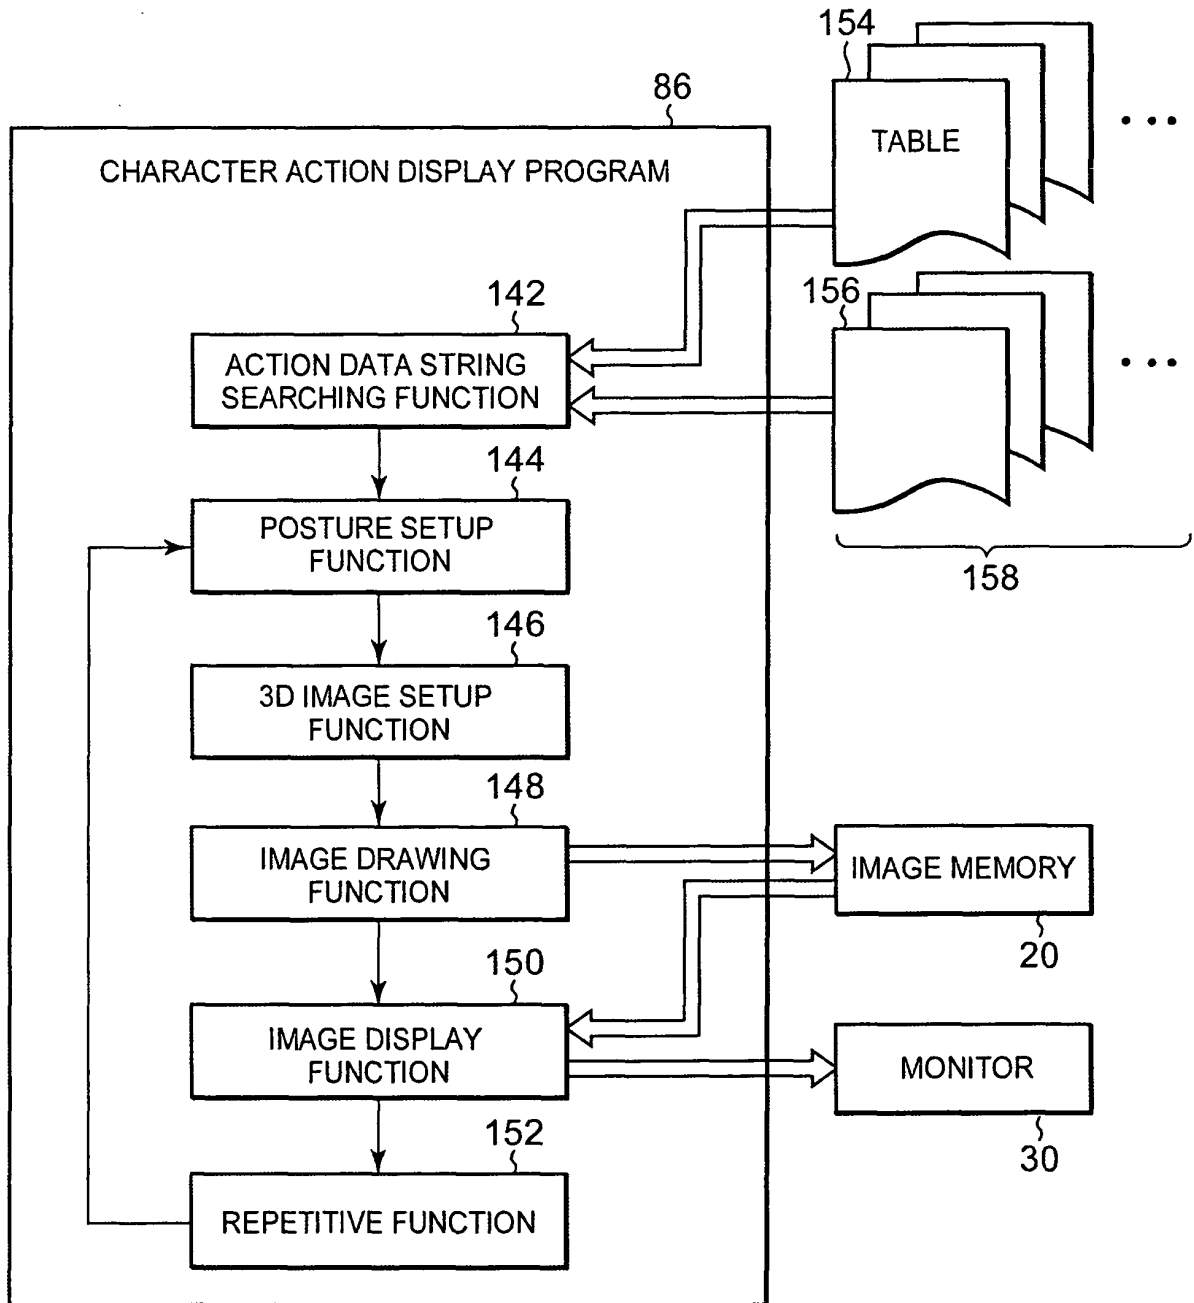 154
86
TABLE
• • •
CHARACTER ACTION DISPLAY PROGRAM
142
156
ACTION DATA STRING
SEARCHING FUNCTION
• • •
144
POSTURE SETUP
FUNCTION
158
146
3D IMAGE SETUP
FUNCTION
148
IMAGE DRAWING
FUNCTION
IMAGE MEMORY
20
150
IMAGE DISPLAY
FUNCTION
MONITOR
30
152
REPETITIVE FUNCTION